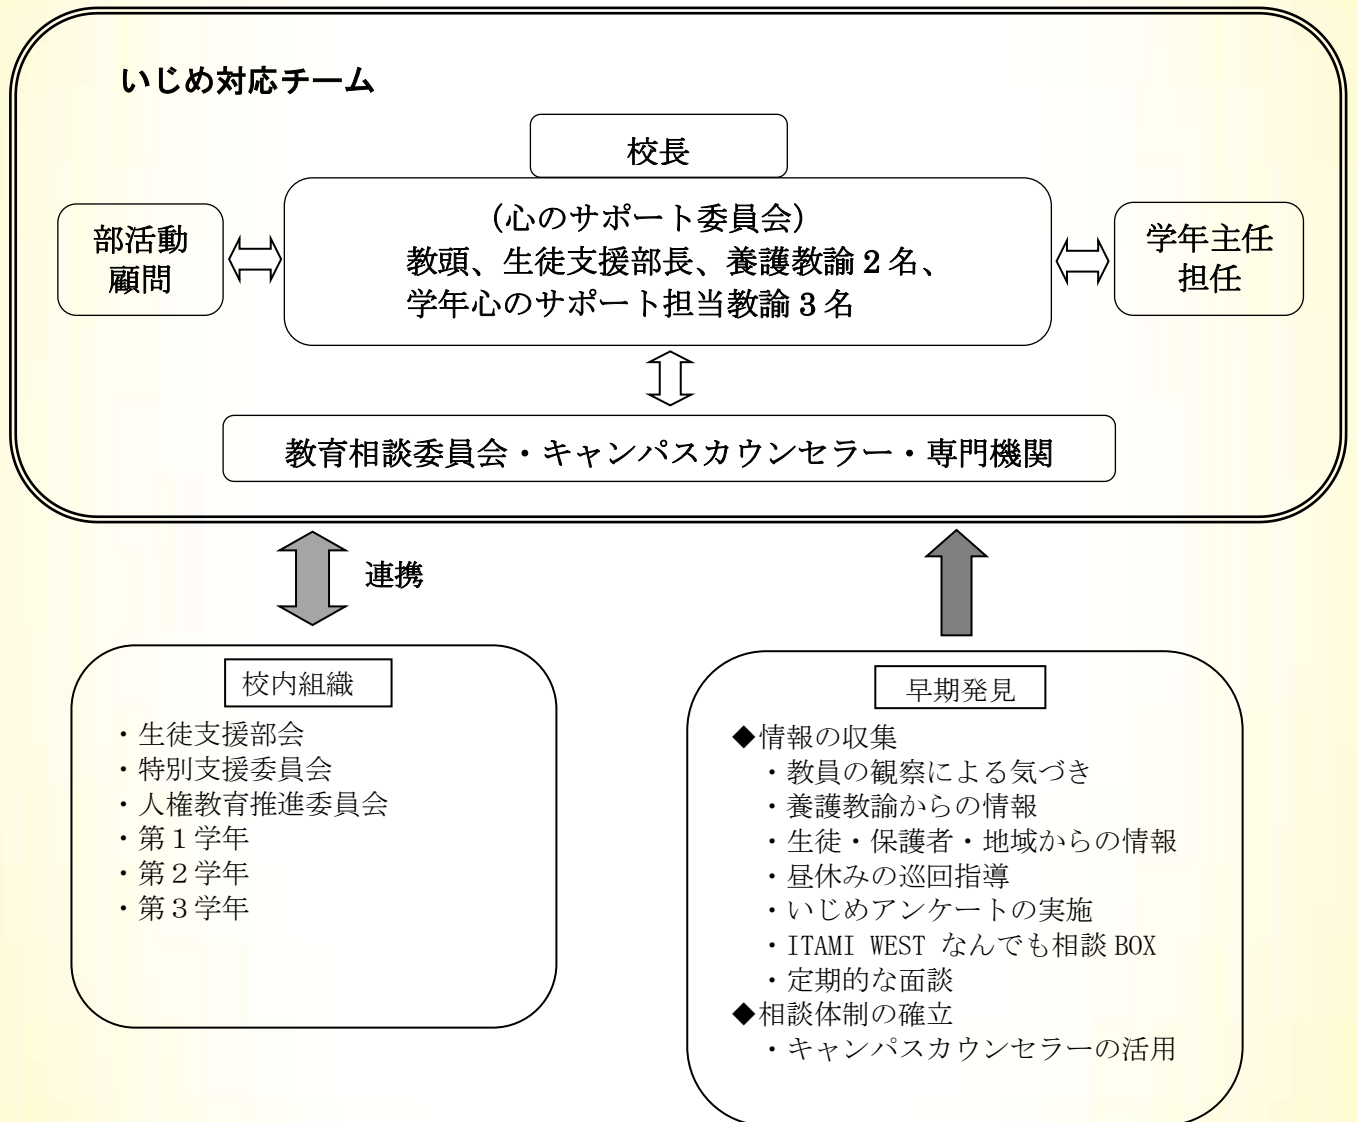 いじめ対応チーム
校長
(心のサポート委員会)
教頭、生徒支援部長、養護教諭2名、
学年心のサポート担当教諭3名
部活動
顧問
学年主任
担任
教育相談委員会・キャンパスカウンセラー・専門機関
連携
校内組織
・生徒支援部会
・特別支援委員会
・人権教育推進委員会
・第１学年
・第２学年
・第３学年
早期発見
◆情報の収集
・教員の観察による気づき
・養護教諭からの情報
・生徒・保護者・地域からの情報
・昼休みの巡回指導
・いじめアンケートの実施
・ITAMI WEST なんでも相談 BOX
・定期的な面談
◆相談体制の確立
・キャンパスカウンセラーの活用